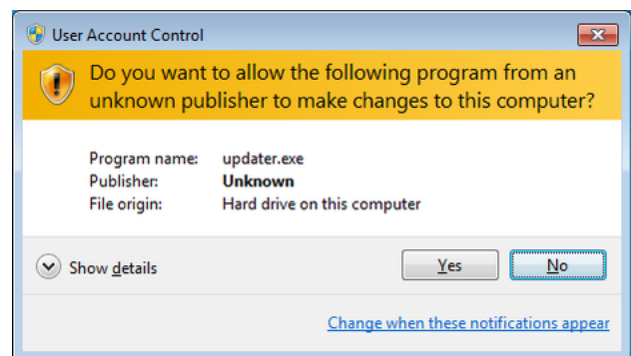 User Account Control
Do you want to allow the following program from an
unknown publisher to make changes to this computer?
Program name: updater.exe
Publisher: Unknown
File origin: Hard drive on this computer
Show details Yes No
Change when these notifications appear